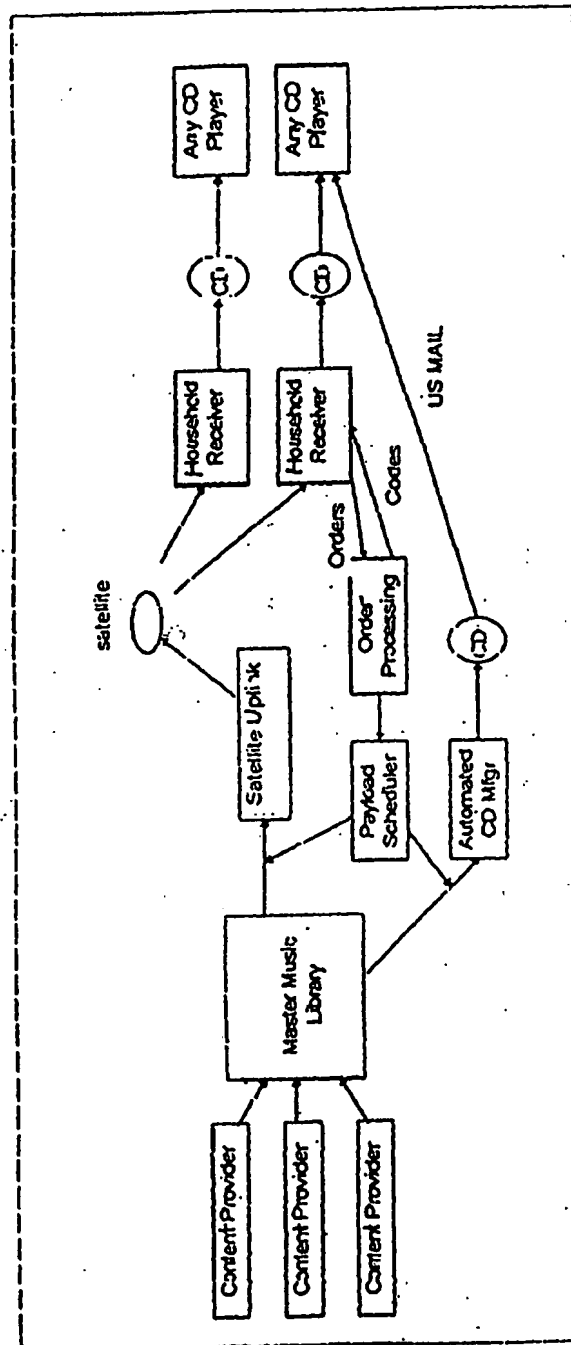 Content Provider
Content Provider
Content Provider
Master Music
Library
Satellite Uplink
satellite
Payload
Scheduler
Order
Processing
Orders
Codes
Automated
CD Mfgr
CD
US MAIL
Household
Receiver
Household
Receiver
CD
CD
Any CD
Player
Any CD
Player